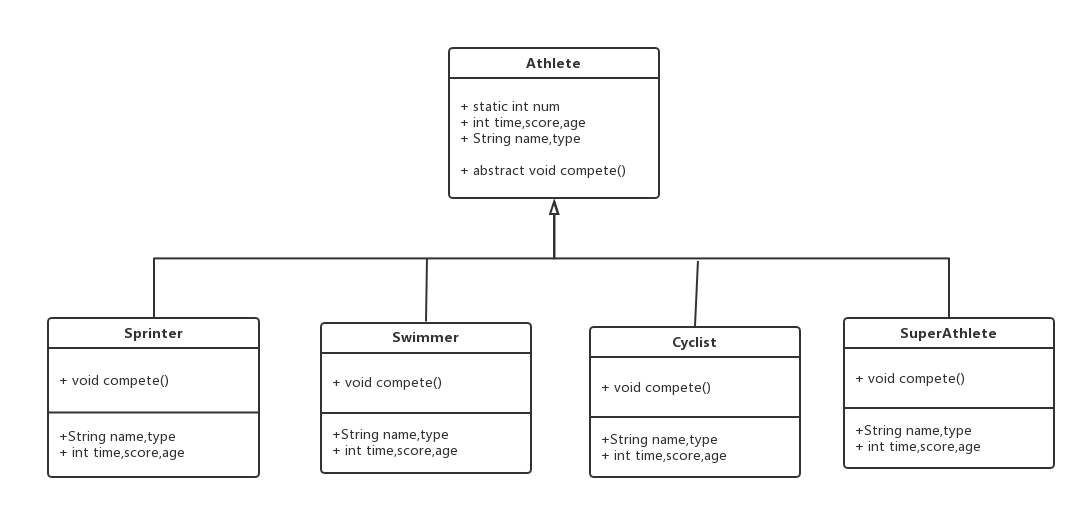 Athlete
+ static int num
+ int time,score,age
+ String name,type
+ abstract void compete()
Sprinter
+ void compete()
+String name,type
+ int time,score,age
Swimmer
+ void compete()
+String name,type
+ int time,score,age
Cyclist
+ void compete()
+String name,type
+ int time,score,age
SuperAthlete
+ void compete()
+String name,type
+ int time,score,age